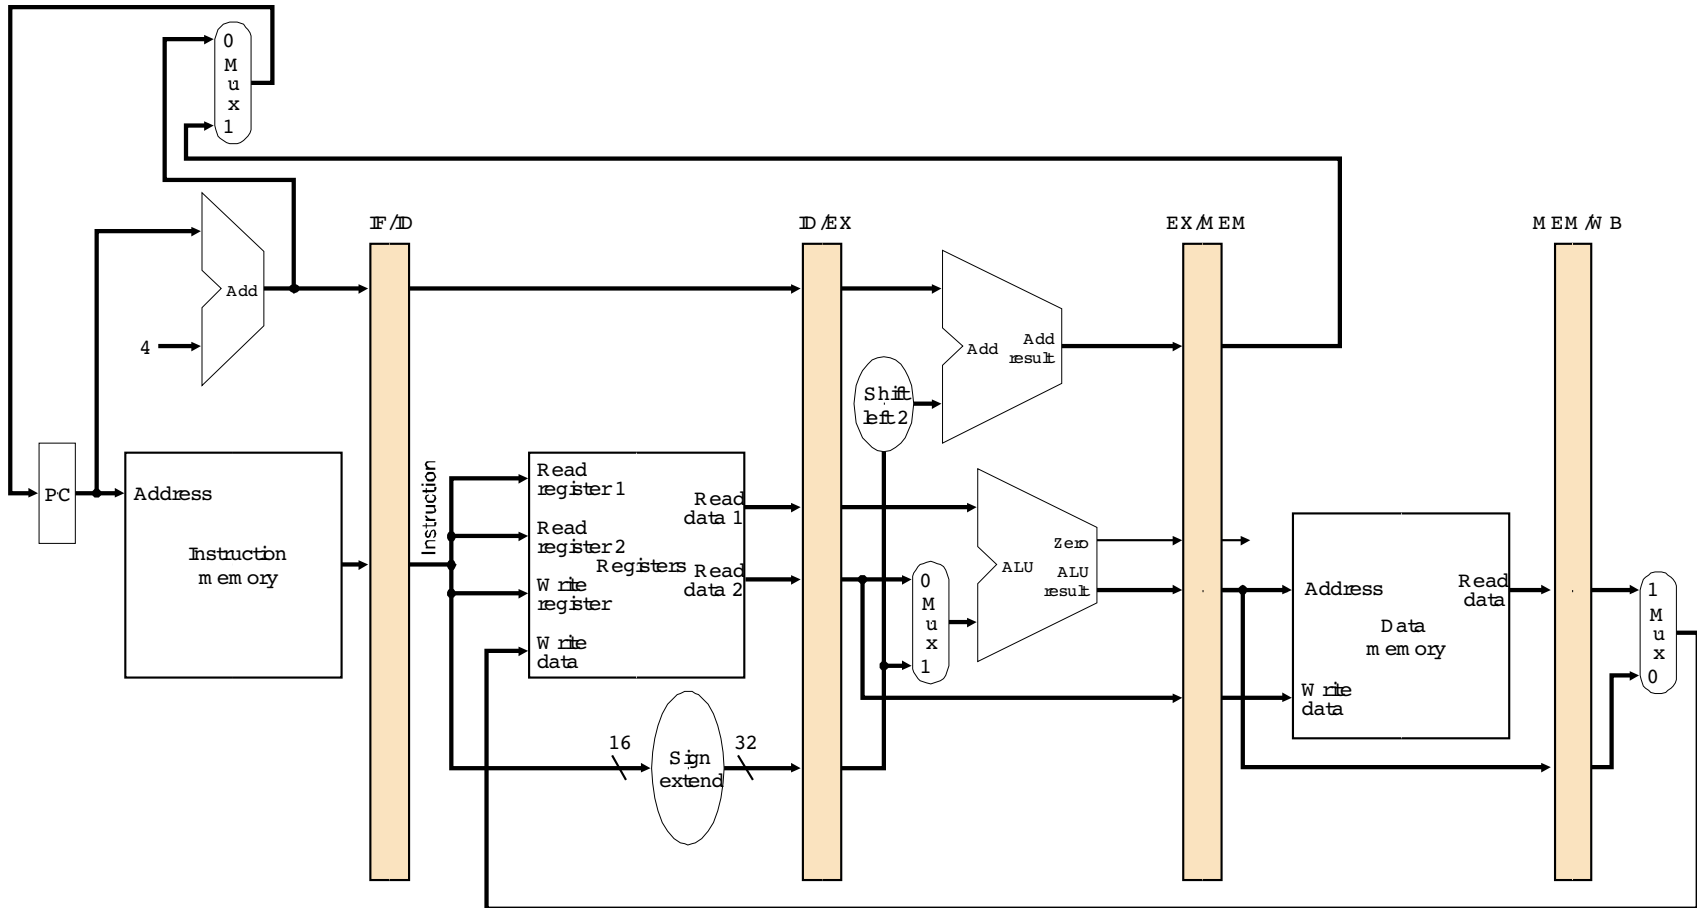 0
M
u
x
1
IF/ID
ID/EX
EX/MEM
MEM/WB
Add
4
Add
Add
result
Shift
left 2
PC
Address
Instruction
memory
Instruction
Read
register 1
Read
register 2
Registers
Write
register
Write
data
Read
data 1
Read
data 2
16
Sign
extend
32
0
M
u
x
1
Zero
ALU
ALU
result
Address
Read
data
Data
memory
Write
data
1
M
u
x
0